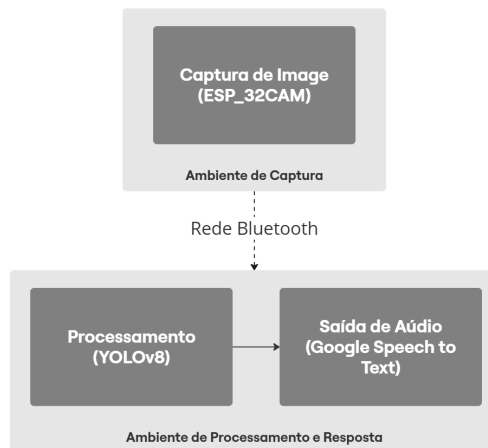 Captura de Image
(ESP_32CAM)
Ambiente de Captura
Rede Bluetooth
Processamento
(YOLOv8)
Saída de Aúdio
(Google Speech to
Text)
Ambiente de Processamento e Resposta